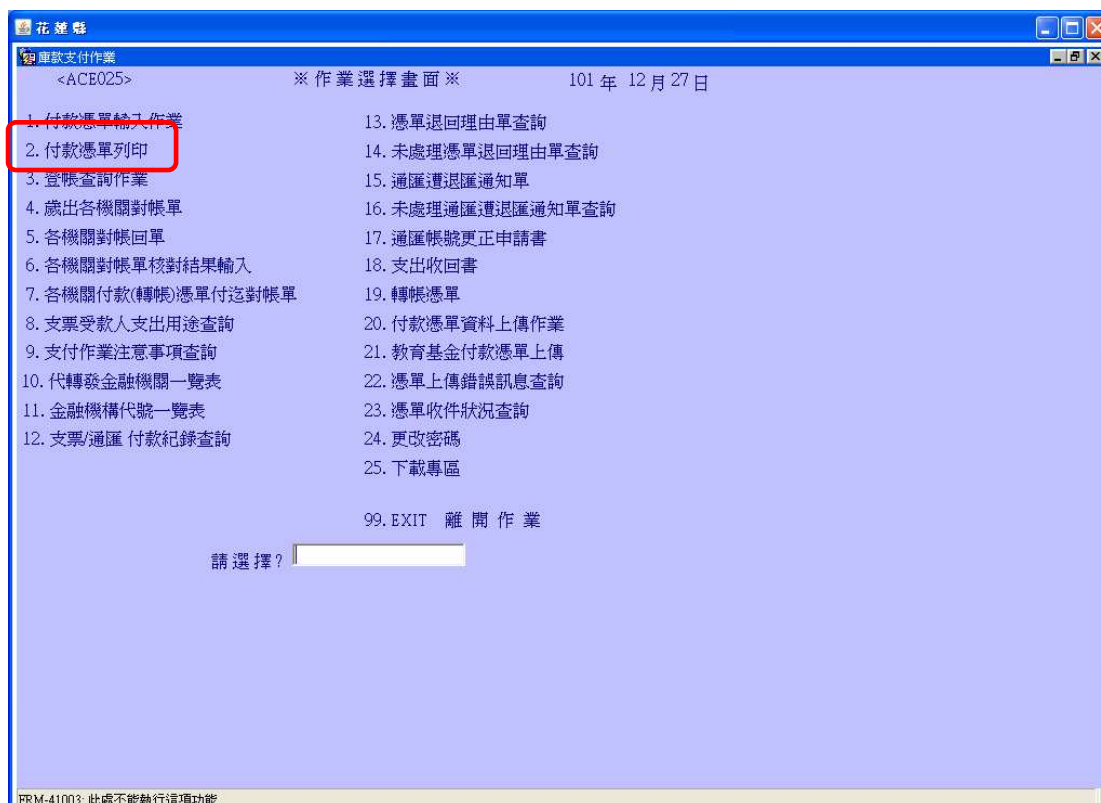 花蓮縣
庫款支付作業
<ACE025> ※作業選擇畫面※ 101 年 12 月 27 日
1. 付款憑單輸入作業
2. 付款憑單列印
3. 登帳查詢作業
4. 歲出各機關對帳單
5. 各機關對帳回單
6. 各機關對帳單核對結果輸入
7. 各機關付款(轉帳)憑單付迄對帳單
8. 支票受款人支出用途查詢
9. 支付作業注意事項查詢
10. 代轉發金融機關一覽表
11. 金融機構代號一覽表
12. 支票/通匯 付款紀錄查詢
13. 憑單退回理由單查詢
14. 未處理憑單退回理由單查詢
15. 通匯遭退匯通知單
16. 未處理通匯遭退匯通知單查詢
17. 通匯帳號更正申請書
18. 支出收回書
19. 轉帳憑單
20. 付款憑單資料上傳作業
21. 教育基金付款憑單上傳
22. 憑單上傳錯誤訊息查詢
23. 憑單收件狀況查詢
24. 更改密碼
25. 下載專區
99. EXIT 離開作業
請選擇?
FRM-41003: 此處不能執行這項功能